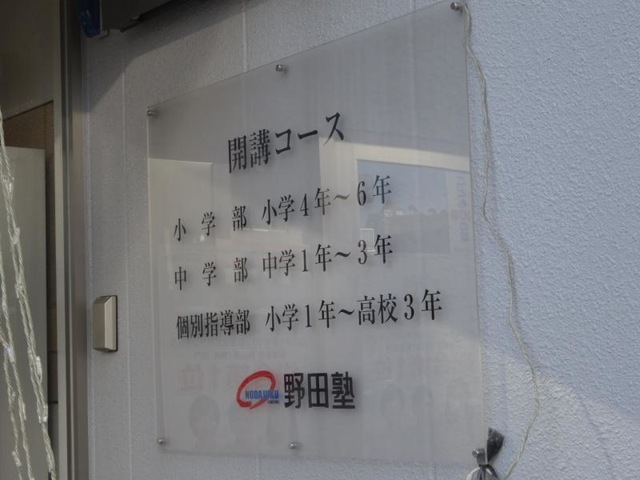 開講コース
小学部 小学4年～6年
中学部 中学1年～3年
個別指導部 小学1年～高校3年
野田塾